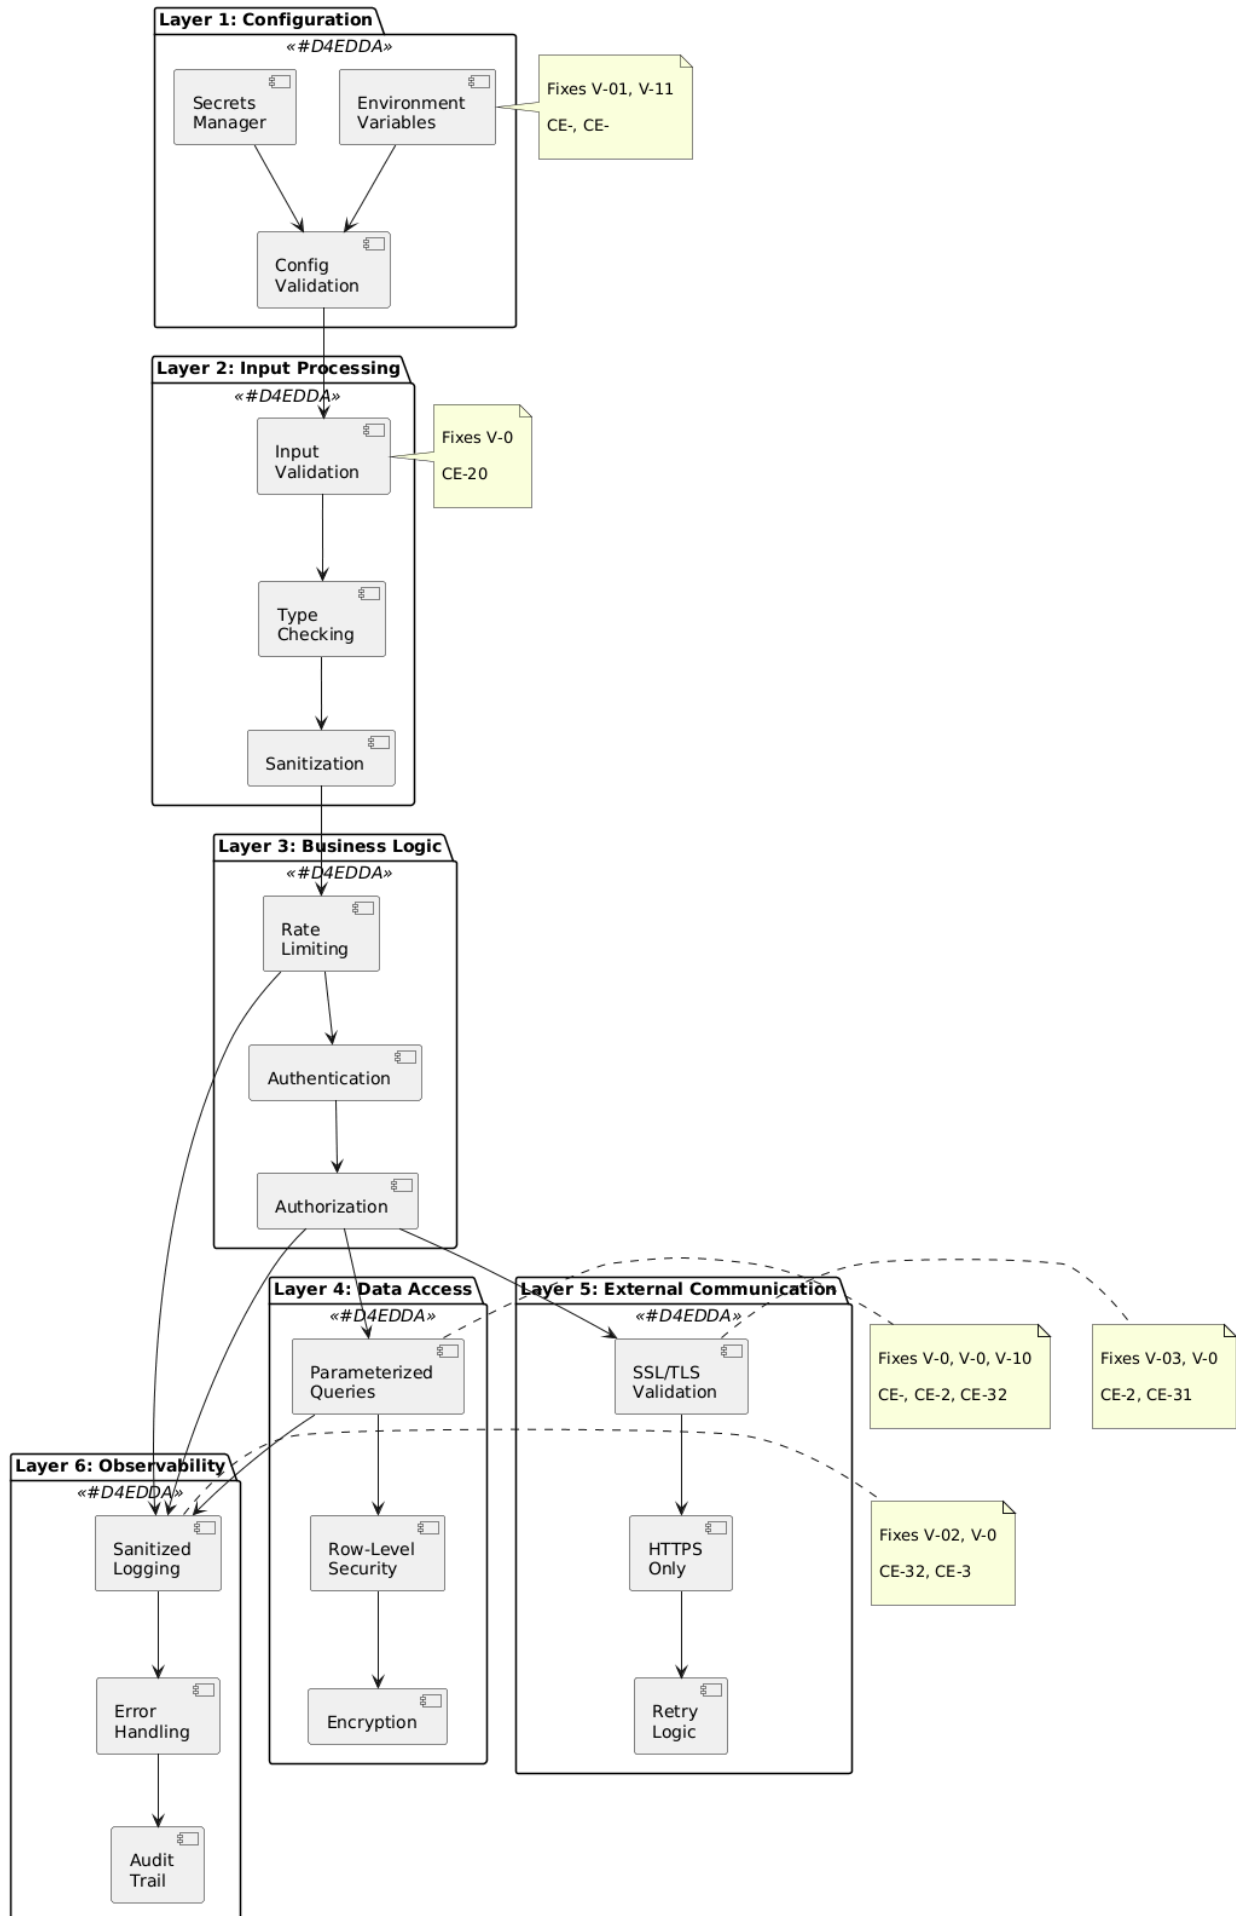 Layer 1: Configuration
«#D4EDDA»
Secrets
Manager
Environment
Variables
Fixes V-01, V-11
CE-, CE-
Config
Validation
Layer 2: Input Processing
«#D4EDDA»
Input
Validation
Fixes V-0
CE-20
Type
Checking
Sanitization
Layer 3: Business Logic
«#D4EDDA»
Rate
Limiting
Authentication
Authorization
Layer 4: Data Access
«#D4EDDA»
Parameterized
Queries
Row-Level
Security
Encryption
Layer 5: External Communication
«#D4EDDA»
SSL/TLS
Validation
HTTPS
Only
Retry
Logic
Fixes V-0, V-0, V-10
CE-, CE-2, CE-32
Fixes V-03, V-0
CE-2, CE-31
Layer 6: Observability
«#D4EDDA»
Sanitized
Logging
Error
Handling
Audit
Trail
Fixes V-02, V-0
CE-32, CE-3